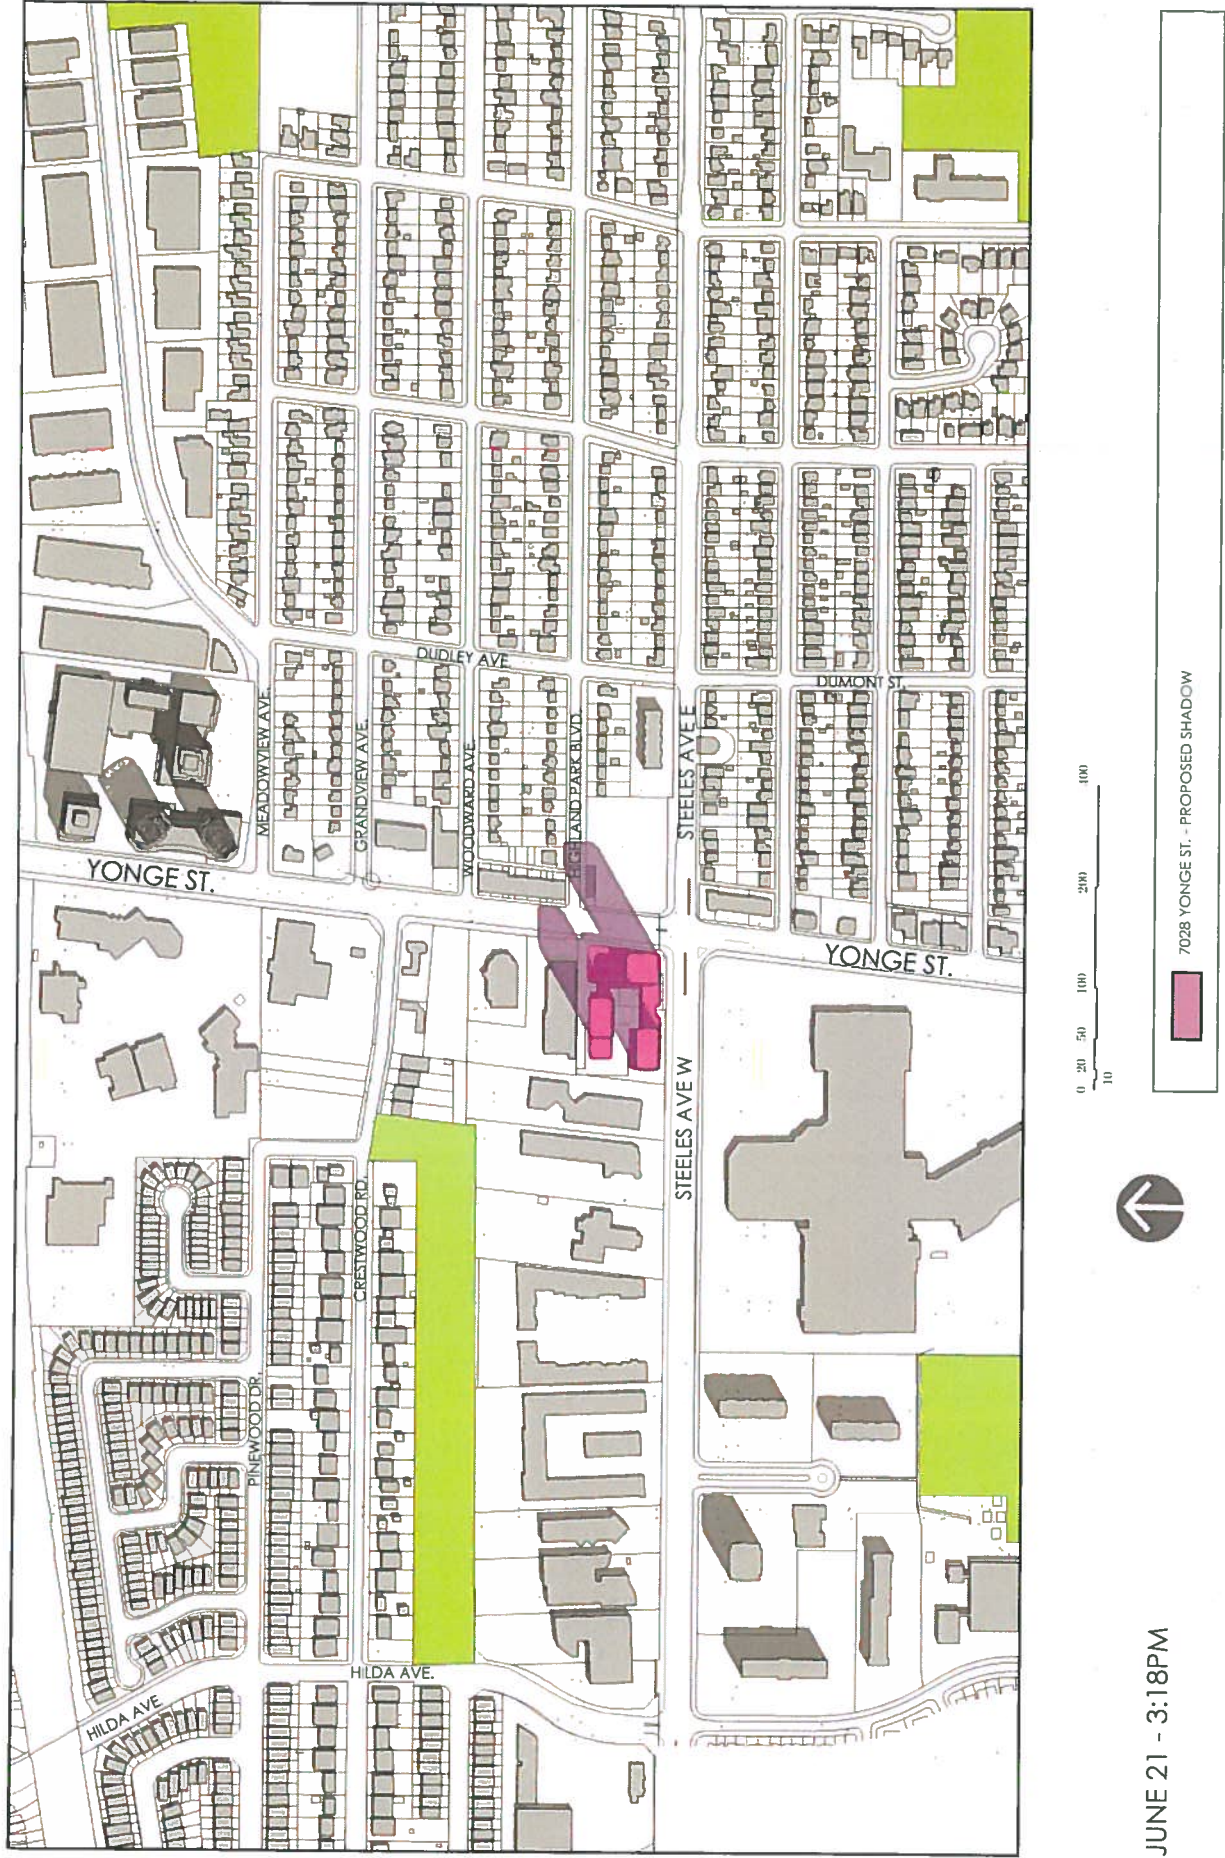 YONGE ST.
MEADOWVIEW AVE.
GRANDVIEW AVE.
DUDLEY AVE.
WOODWARD AVE.
HIGHLAND PARK BLVD.
STEELES AVE E
DUMONT ST.
YONGE ST.
STEELES AVE W
CRESTWOOD RD.
PINEWOOD DR.
HILDA AVE.
HILDA AVE
0 20 50 100 200 400
10
7028 YONGE ST. - PROPOSED SHADOW
JUNE 21 - 3:18PM